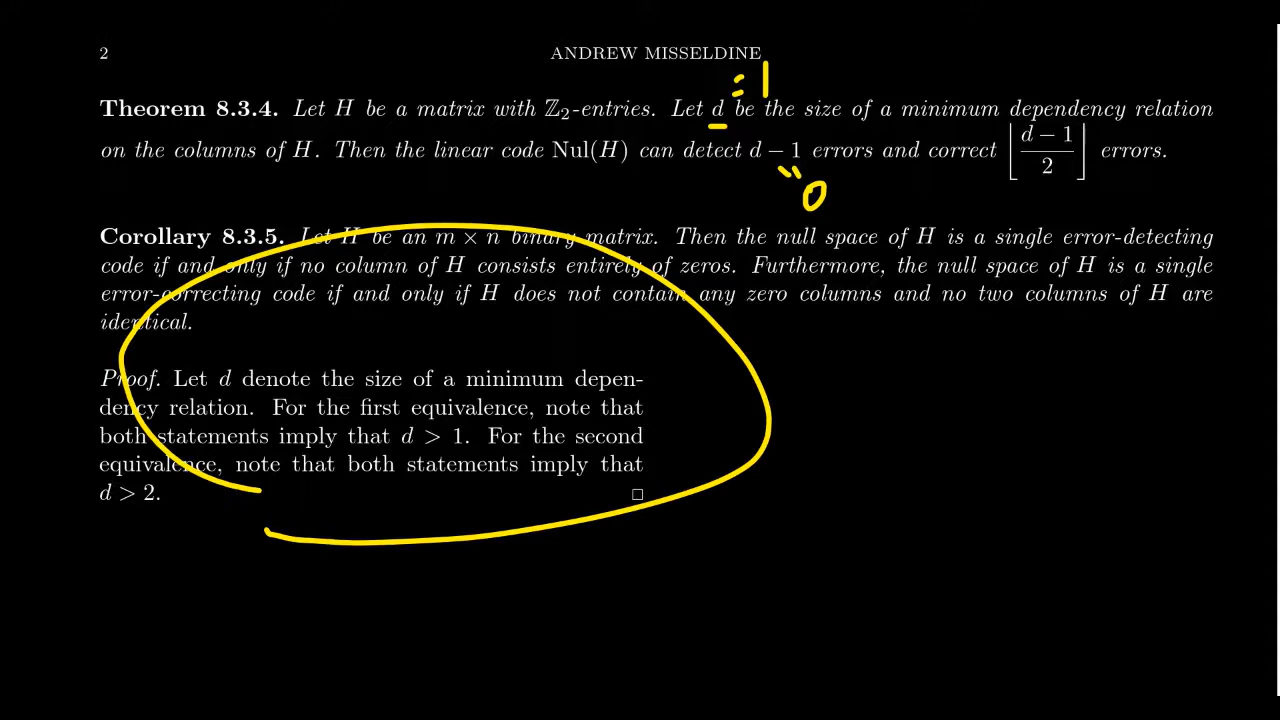 2 ANDREW MISSELDINE
= 1
Theorem 8.3.4. Let H be a matrix with ℤ₂-entries. Let d be the size of a minimum dependency relation
on the columns of H. Then the linear code Nul(H) can detect d − 1 errors and correct ⌊(d − 1)/2⌋ errors.
" 0
Corollary 8.3.5. Let H be an m × n binary matrix. Then the null space of H is a single error-detecting
code if and only if no column of H consists entirely of zeros. Furthermore, the null space of H is a single
error-correcting code if and only if H does not contain any zero columns and no two columns of H are
identical.
Proof. Let d denote the size of a minimum depen-
dency relation. For the first equivalence, note that
both statements imply that d > 1. For the second
equivalence, note that both statements imply that
d > 2. □